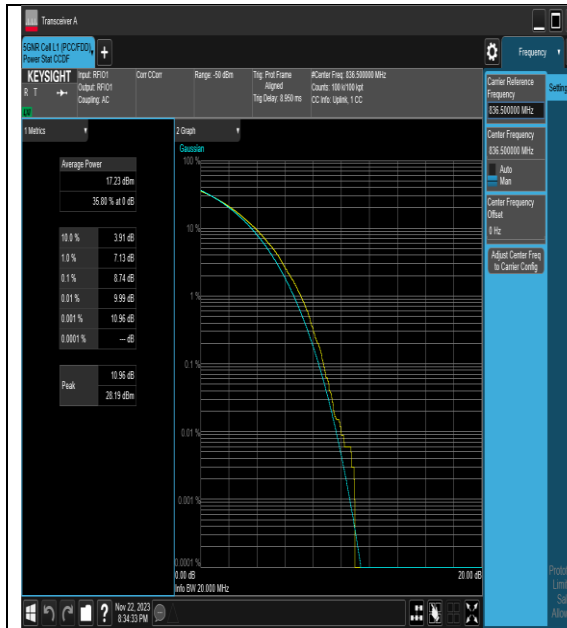 Transceiver A
5GNR Cell L1 (PCC/FDD)
Power Stat CCDF
Frequency
KEYSIGHT
R T
Input: RFIO1
Output: RFIO1
Coupling: AC
Corr CCorr
Range: -50 dBm
Trig: Prot Frame
Aligned
Trig Delay: 8.950 ms
#Center Freq: 836.500000 MHz
Counts: 100 k/100 kpt
CC Info: Uplink, 1 CC
Carrier Reference
Frequency
836.500000 MHz
Setting
Center Frequency
836.500000 MHz
Auto
Man
Center Frequency
Offset
0 Hz
Adjust Center Freq
to Carrier Config
1 Metrics
Average Power
17.23 dBm
35.80 % at 0 dB
10.0 % 3.91 dB
1.0 % 7.13 dB
0.1 % 8.74 dB
0.01 % 9.99 dB
0.001 % 10.96 dB
0.0001 % --- dB
Peak
10.96 dB
28.19 dBm
2 Graph
Gaussian
100 %
10 %
1 %
0.1 %
0.01 %
0.001 %
0.0001 %
0.00 dB
20.00 dB
Info BW 20.000 MHz
Nov 22, 2023
8:34:33 PM